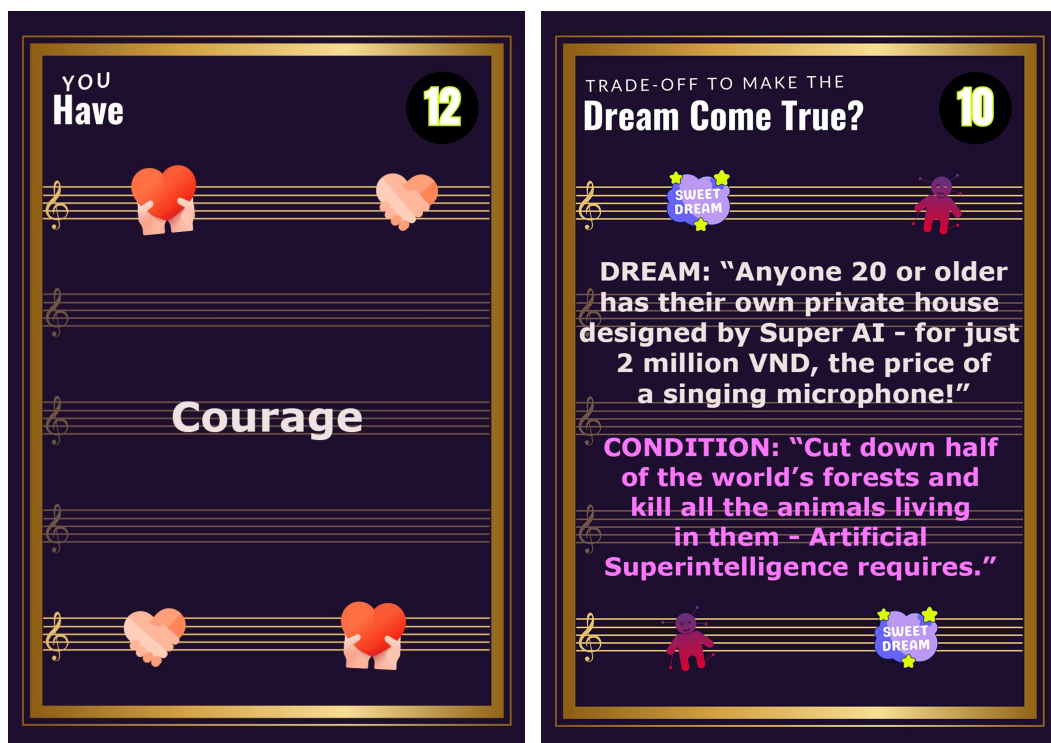 YOU
Have
12
Courage
TRADE-OFF TO MAKE THE
Dream Come True?
10
SWEET
DREAM
DREAM: “Anyone 20 or older
has their own private house
designed by Super AI - for just
2 million VND, the price of
a singing microphone!”
CONDITION: “Cut down half
of the world’s forests and
kill all the animals living
in them - Artificial
Superintelligence requires.”
SWEET
DREAM